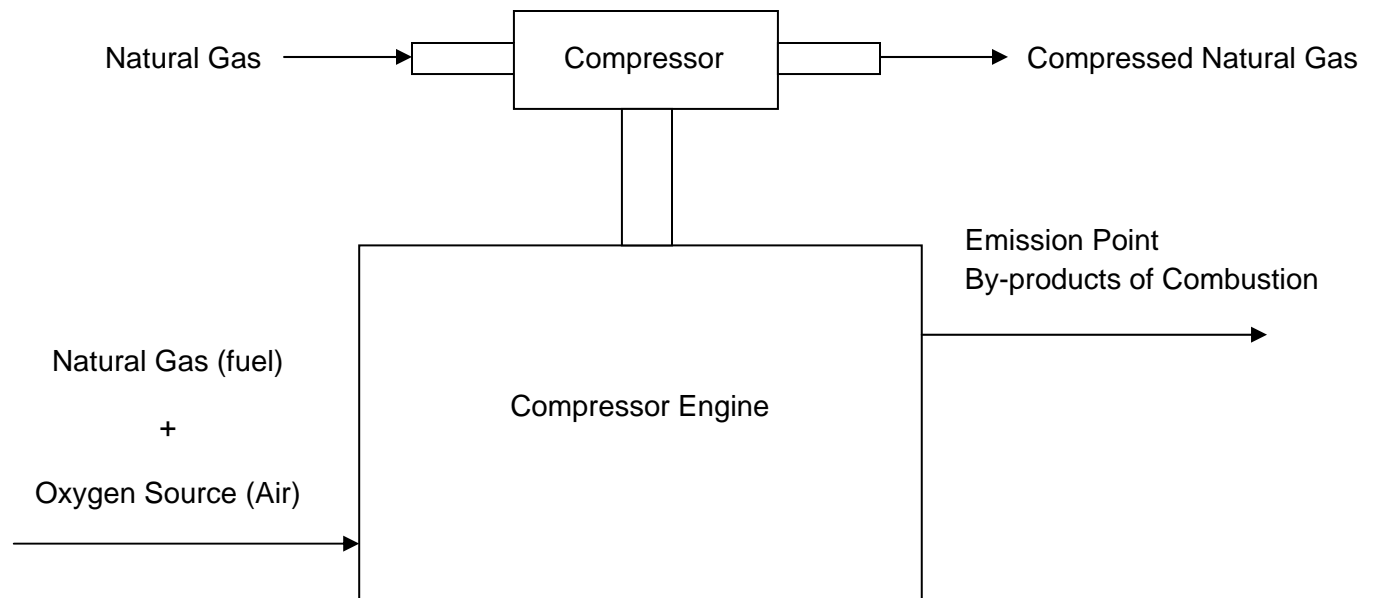 Natural Gas
Compressor
Compressed Natural Gas
Emission Point
By-products of Combustion
Natural Gas (fuel)
+
Oxygen Source (Air)
Compressor Engine